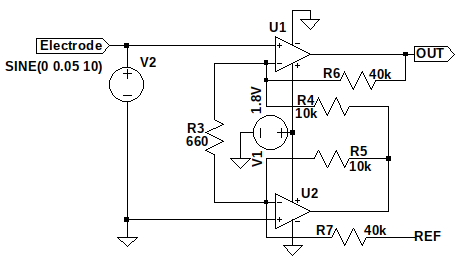 U1
Electrode
V2
OUT
SINE(0 0.05 10)
R6
40k
1.8V
R4
10k
R3
660
V1
R5
10k
U2
R7
40k
REF